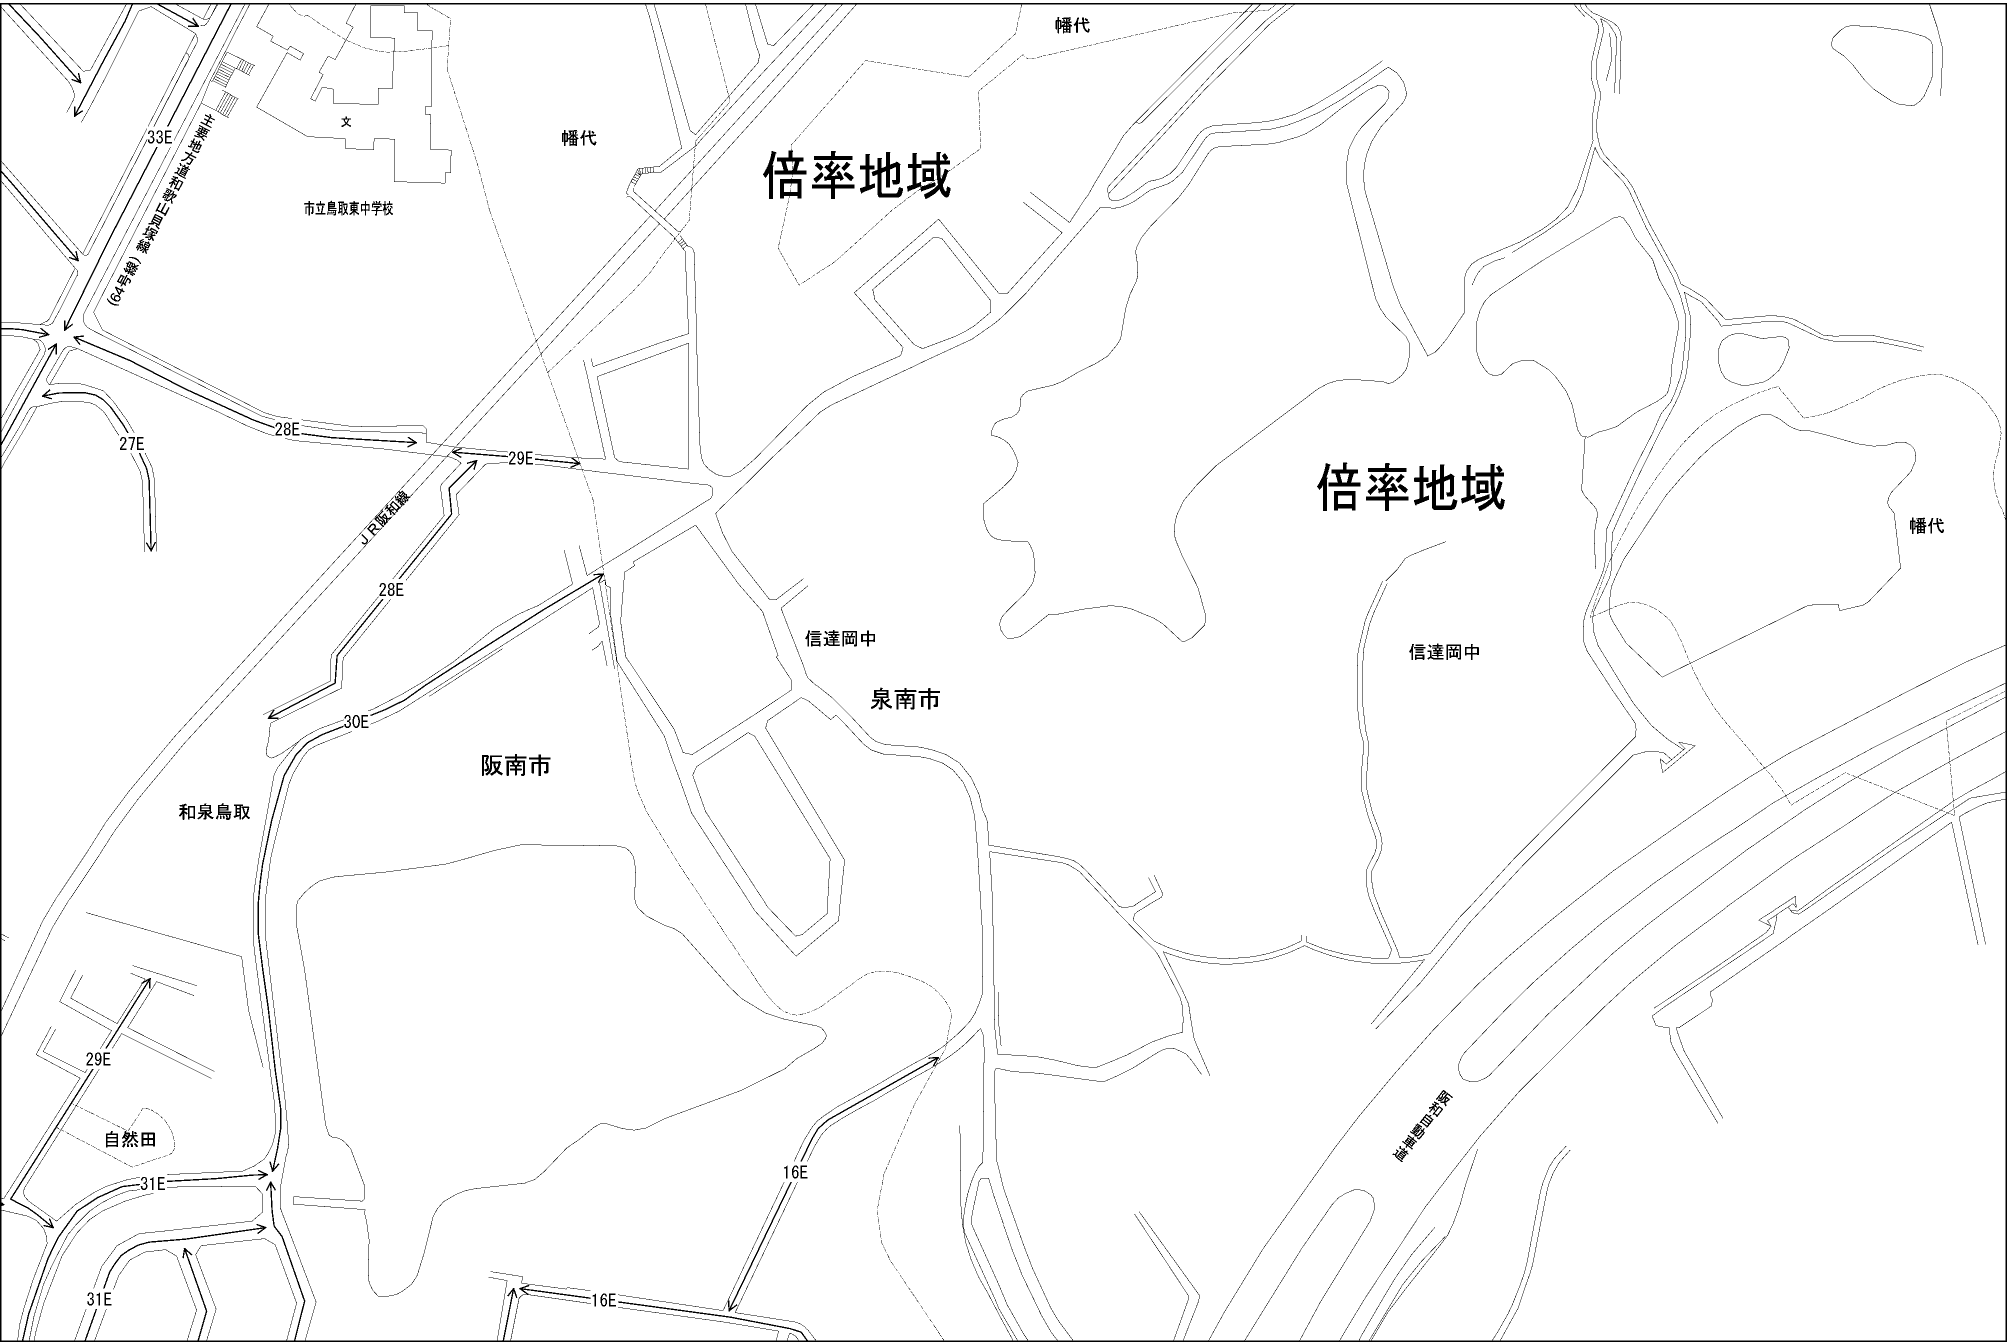 幡代
33E
文
幡代
倍率地域
主要地方道和歌山貝塚線
(64号線)
市立鳥取東中学校
28E
27E
29E
倍率地域
JR阪和線
幡代
28E
信達岡中
信達岡中
泉南市
30E
阪南市
和泉鳥取
29E
自然田
阪和自動車道
16E
31E
31E
16E